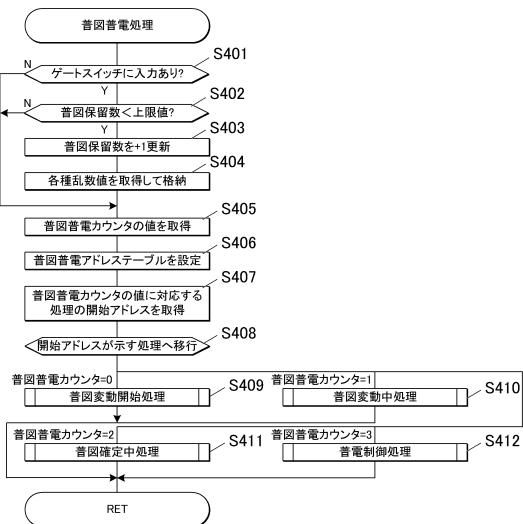 普図普電処理
S401
N
ゲートスイッチに入力あり?
Y
S402
N
普図保留数<上限値?
Y
S403
普図保留数を+1更新
S404
各種乱数値を取得して格納
S405
普図普電カウンタの値を取得
S406
普図普電アドレステーブルを設定
S407
普図普電カウンタの値に対応する
処理の開始アドレスを取得
S408
開始アドレスが示す処理へ移行
普図普電カウンタ=0
S409
普図変動開始処理
普図普電カウンタ=1
S410
普図変動中処理
普図普電カウンタ=2
S411
普図確定中処理
普図普電カウンタ=3
S412
普電制御処理
RET